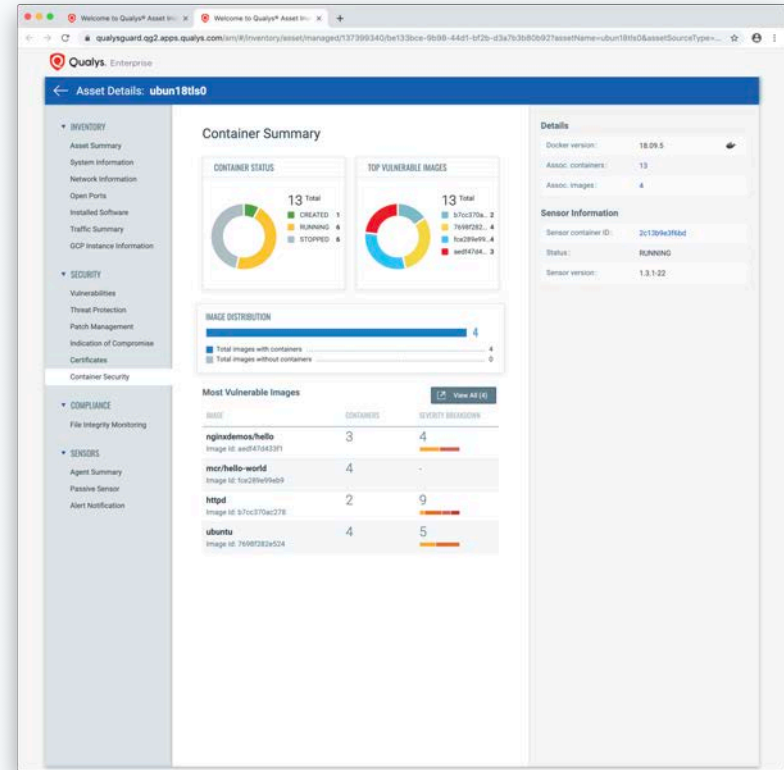 Welcome to Qualys® Asset Inv
Welcome to Qualys® Asset Inv
qualysguard.qg2.apps.qualys.com/am/#/inventory/asset/managed/137399340/be133bce-9b98-44d1-bf2b-d3a7b3b80b92?assetName=ubun18tls0&assetSourceType=...
Qualys. Enterprise
Asset Details: ubun18tls0
INVENTORY
Asset Summary
System Information
Network Information
Open Ports
Installed Software
Traffic Summary
GCP Instance Information
SECURITY
Vulnerabilities
Threat Protection
Patch Management
Indication of Compromise
Certificates
Container Security
COMPLIANCE
File Integrity Monitoring
SENSORS
Agent Summary
Passive Sensor
Alert Notification
Container Summary
CONTAINER STATUS
13 Total
CREATED 1
RUNNING 6
STOPPED 6
TOP VULNERABLE IMAGES
13 Total
b7cc370a... 2
7698f282... 4
fce289e99... 4
aedf47d4... 3
IMAGE DISTRIBUTION
4
Total images with containers 4
Total images without containers 0
Most Vulnerable Images
View All (4)
IMAGE CONTAINERS SEVERITY BREAKDOWN
nginxdemos/hello 3 4
Image Id: aedf47d433f1
mcr/hello-world 4 -
Image Id: fce289e99eb9
httpd 2 9
Image Id: b7cc370ac278
ubuntu 4 5
Image Id: 7698f282e524
Details
Docker version: 18.09.5
Assoc. containers: 13
Assoc. images: 4
Sensor Information
Sensor container ID: 2c13b9e3f6bd
Status: RUNNING
Sensor version: 1.3.1-22